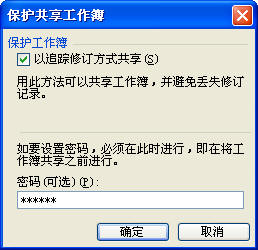 保护共享工作簿
保护工作簿
以追踪修订方式共享(S)
用此方法可以共享工作簿，并避免丢失修订
记录。
如要设置密码，必须在此时进行，即在将工
作簿共享之前进行。
密码(可选)(P)：
******
确定
取消